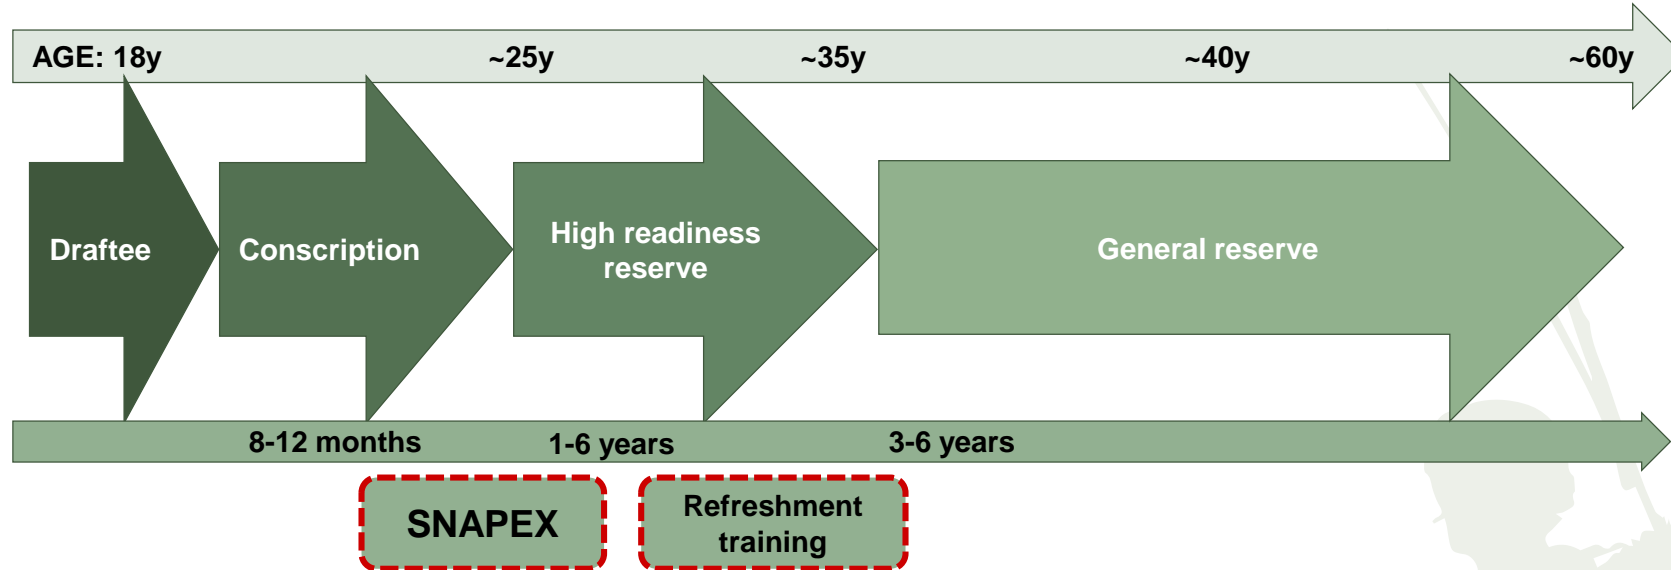 AGE: 18y ~25y ~35y ~40y ~60y
Draftee
Conscription
High readiness
reserve
General reserve
8-12 months 1-6 years 3-6 years
SNAPEX
Refreshment
training